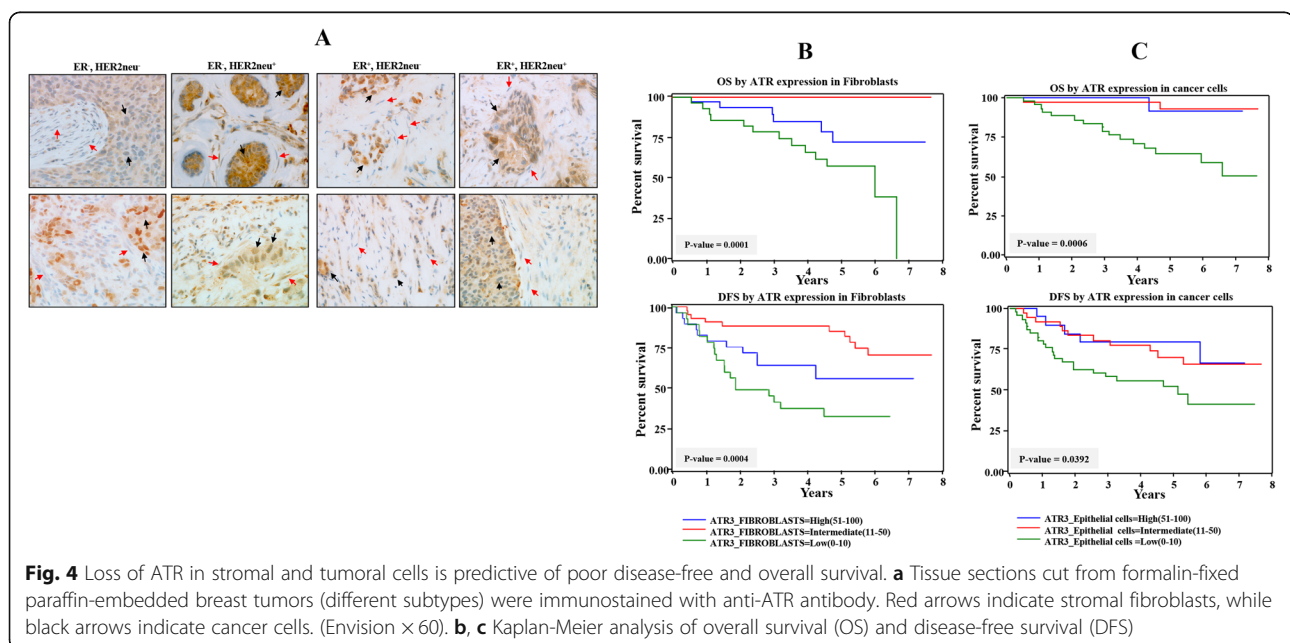 A
ER-, HER2neu-
ER-, HER2neu+
ER+, HER2neu-
ER+, HER2neu+
B
OS by ATR expression in Fibroblasts
Percent survival
100
75
50
25
0.00
P-value = 0.0001
0 1 2 3 4 5 6 7 8
Years
DFS by ATR expression in Fibroblasts
Percent survival
100
75
50
25
0.00
P-value = 0.0004
0 1 2 3 4 5 6 7 8
Years
ATR3_FIBROBLASTS=High(51-100)
ATR3_FIBROBLASTS=Intermediate(11-50)
ATR3_FIBROBLASTS=Low(0-10)
C
OS by ATR expression in cancer cells
Percent survival
100
75
50
25
0.00
P-value = 0.0006
0 1 2 3 4 5 6 7 8
Years
DFS by ATR expression in cancer cells
Percent survival
100
75
50
25
0.00
P-value = 0.0392
0 1 2 3 4 5 6 7 8
Years
ATR3_Epithelial cells=High(51-100)
ATR3_Epithelial cells=Intermediate(11-50)
ATR3_Epithelial cells =Low(0-10)
Fig. 4 Loss of ATR in stromal and tumoral cells is predictive of poor disease-free and overall survival. a Tissue sections cut from formalin-fixed
paraffin-embedded breast tumors (different subtypes) were immunostained with anti-ATR antibody. Red arrows indicate stromal fibroblasts, while
black arrows indicate cancer cells. (Envision × 60). b, c Kaplan-Meier analysis of overall survival (OS) and disease-free survival (DFS)